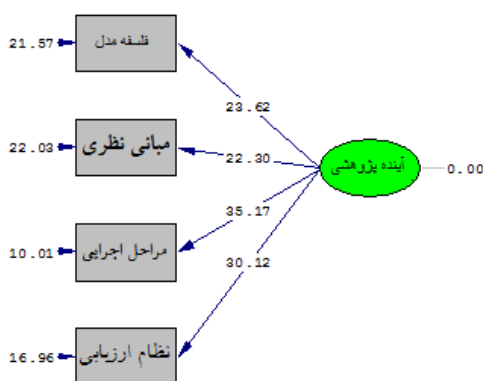 21.57
فلسفه مدل
23.62
22.03
مبانی نظری
22.30
آینده پژوهشی
0.00
35.17
10.01
مراحل اجرایی
30.12
16.96
نظام ارزیابی